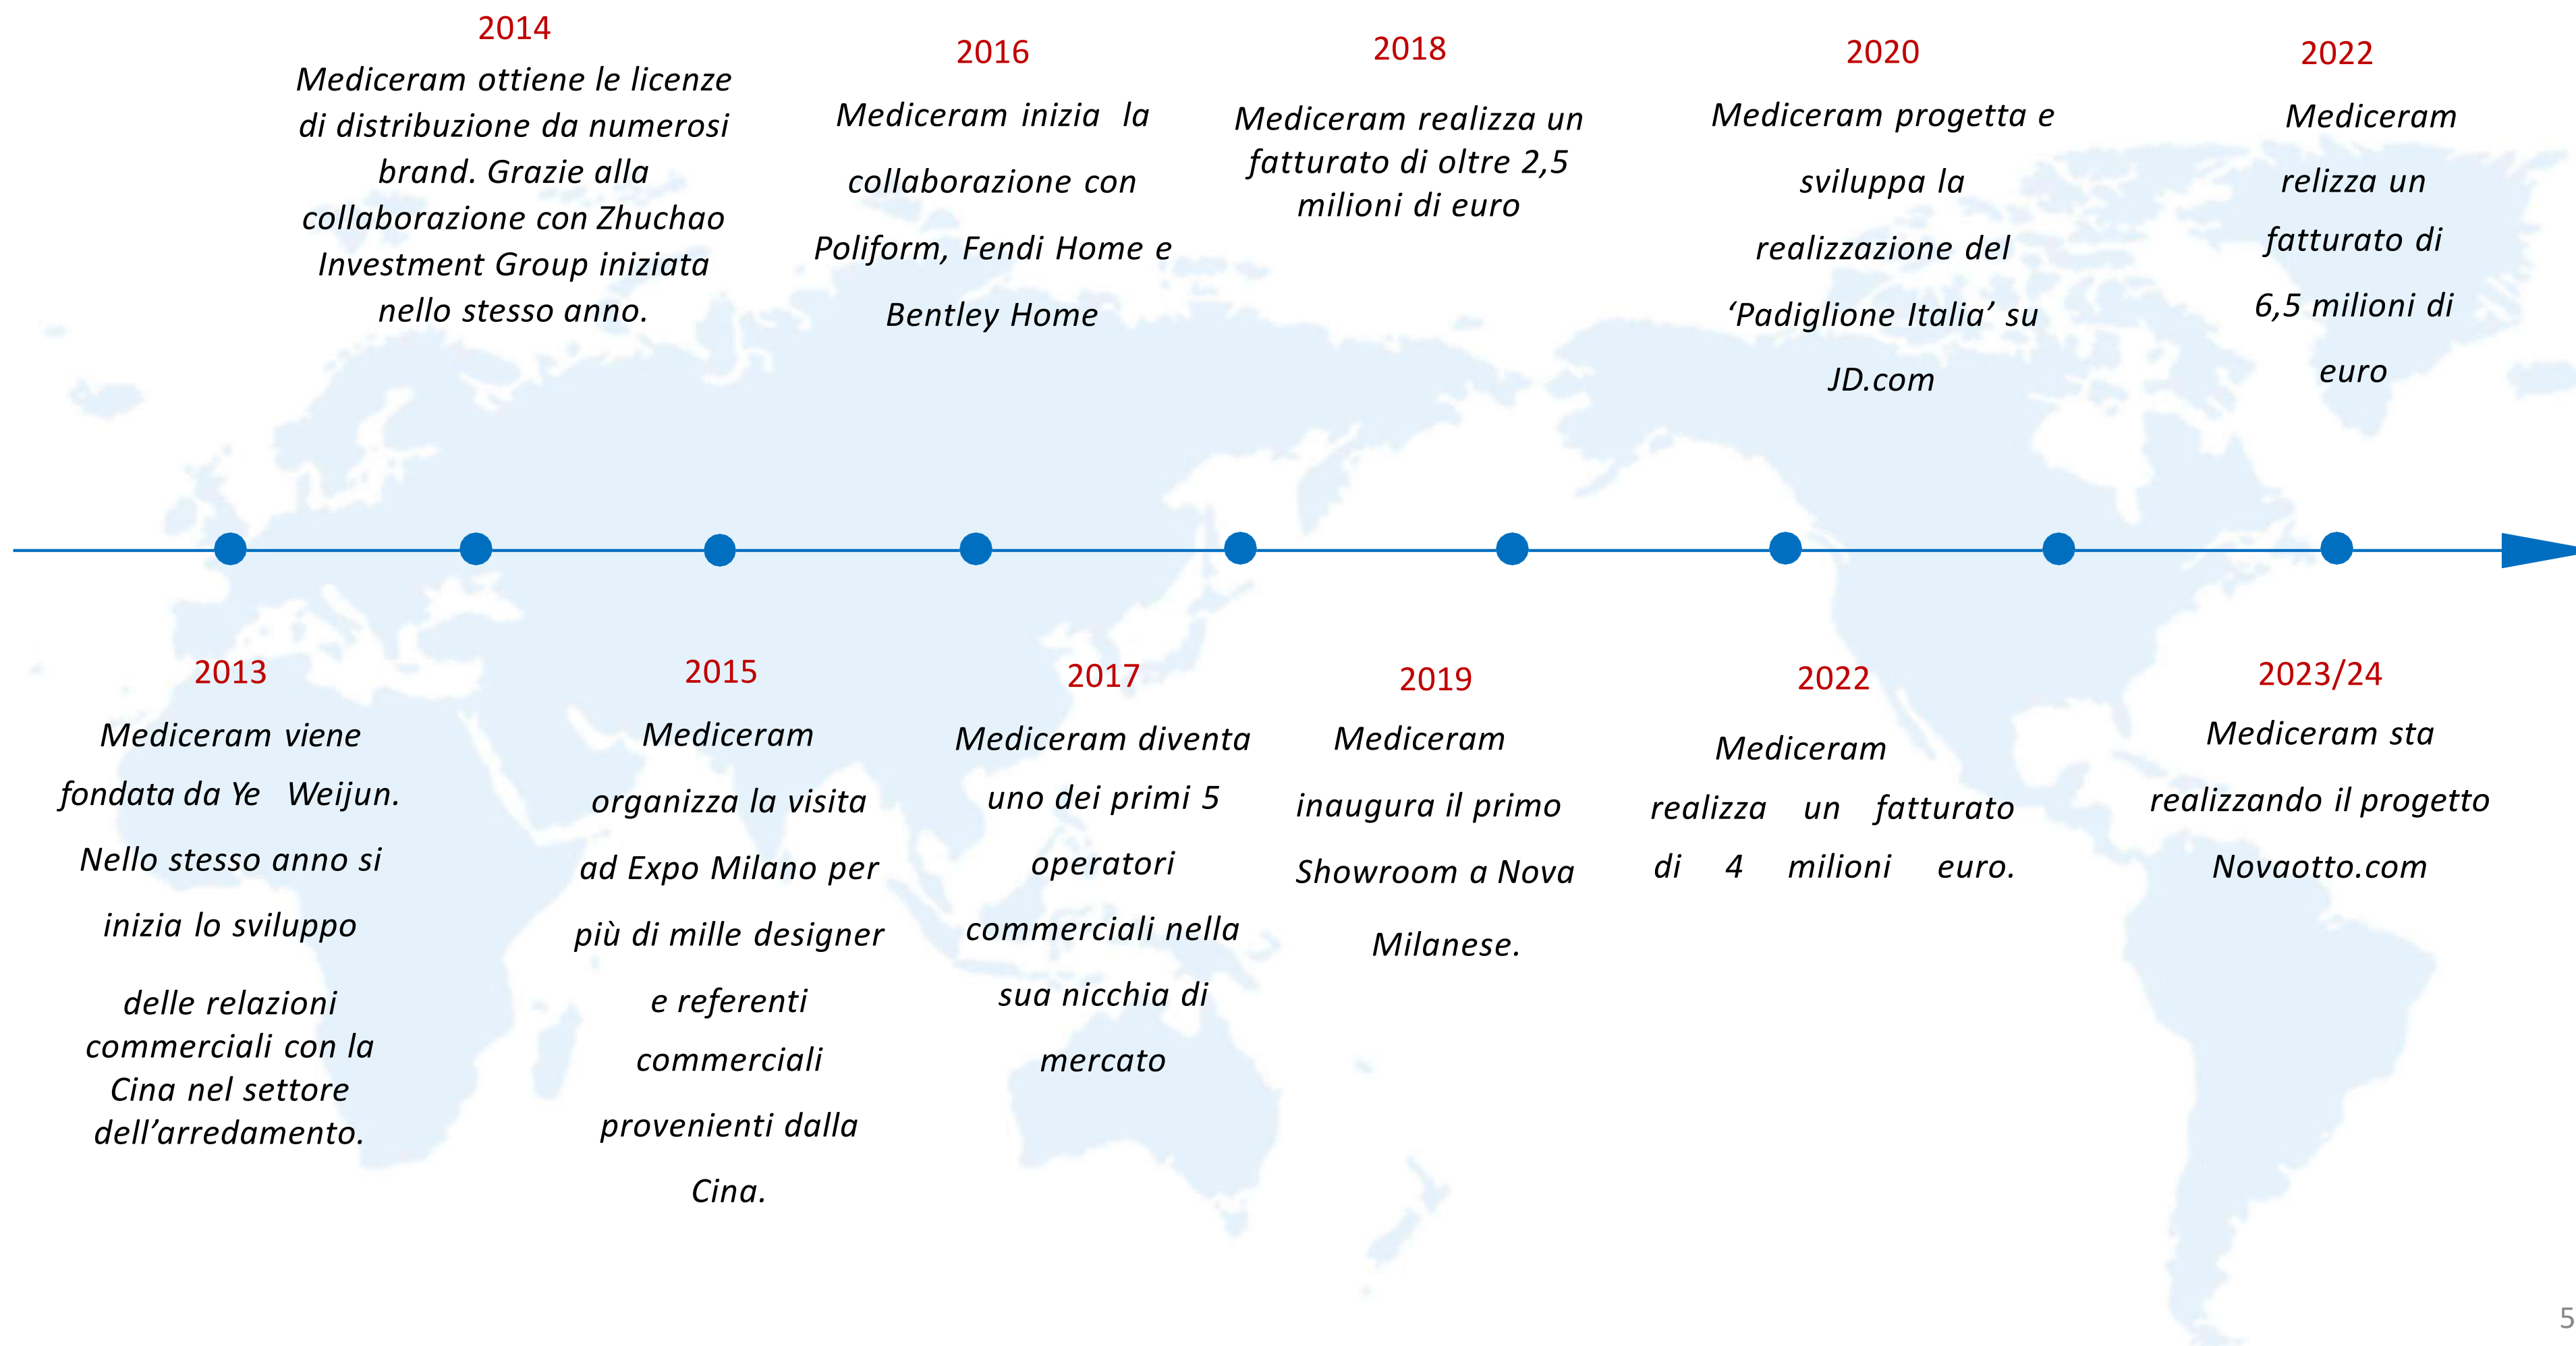 2014
Mediceram ottiene le licenze
di distribuzione da numerosi
brand. Grazie alla
collaborazione con Zhuchao
Investment Group iniziata
nello stesso anno.
2016
Mediceram inizia la
collaborazione con
Poliform, Fendi Home e
Bentley Home
2018
Mediceram realizza un
fatturato di oltre 2,5
milioni di euro
2020
Mediceram progetta e
sviluppa la
realizzazione del
‘Padiglione Italia’ su
JD.com
2022
Mediceram
relizza un
fatturato di
6,5 milioni di
euro
2013
Mediceram viene
fondata da Ye Weijun.
Nello stesso anno si
inizia lo sviluppo
delle relazioni
commerciali con la
Cina nel settore
dell’arredamento.
2015
Mediceram
organizza la visita
ad Expo Milano per
più di mille designer
e referenti
commerciali
provenienti dalla
Cina.
2017
Mediceram diventa
uno dei primi 5
operatori
commerciali nella
sua nicchia di
mercato
2019
Mediceram
inaugura il primo
Showroom a Nova
Milanese.
2022
Mediceram
realizza un fatturato
di 4 milioni euro.
2023/24
Mediceram sta
realizzando il progetto
Novaotto.com
5